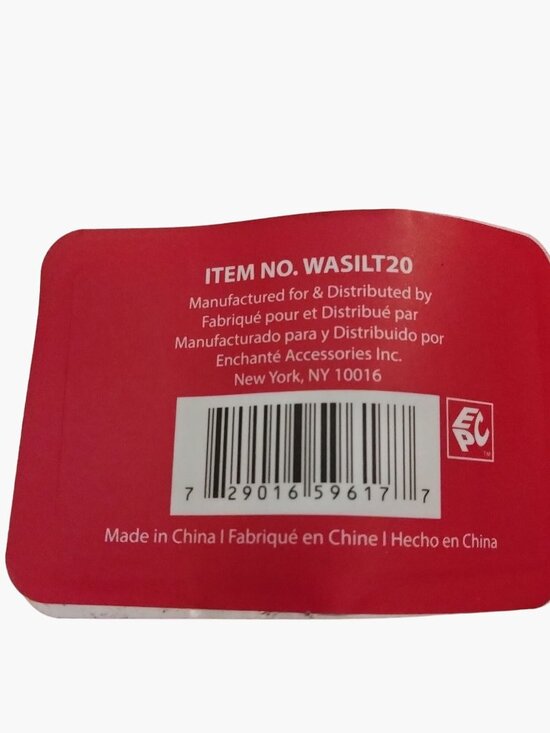 ITEM NO. WASILT20
Manufactured for & Distributed by
Fabriqué pour et Distribué par
Manufacturado para y Distribuido por
Enchanté Accessories Inc.
New York, NY 10016
EPC
TM
7 29016 59617 7
Made in China | Fabriqué en Chine | Hecho en China